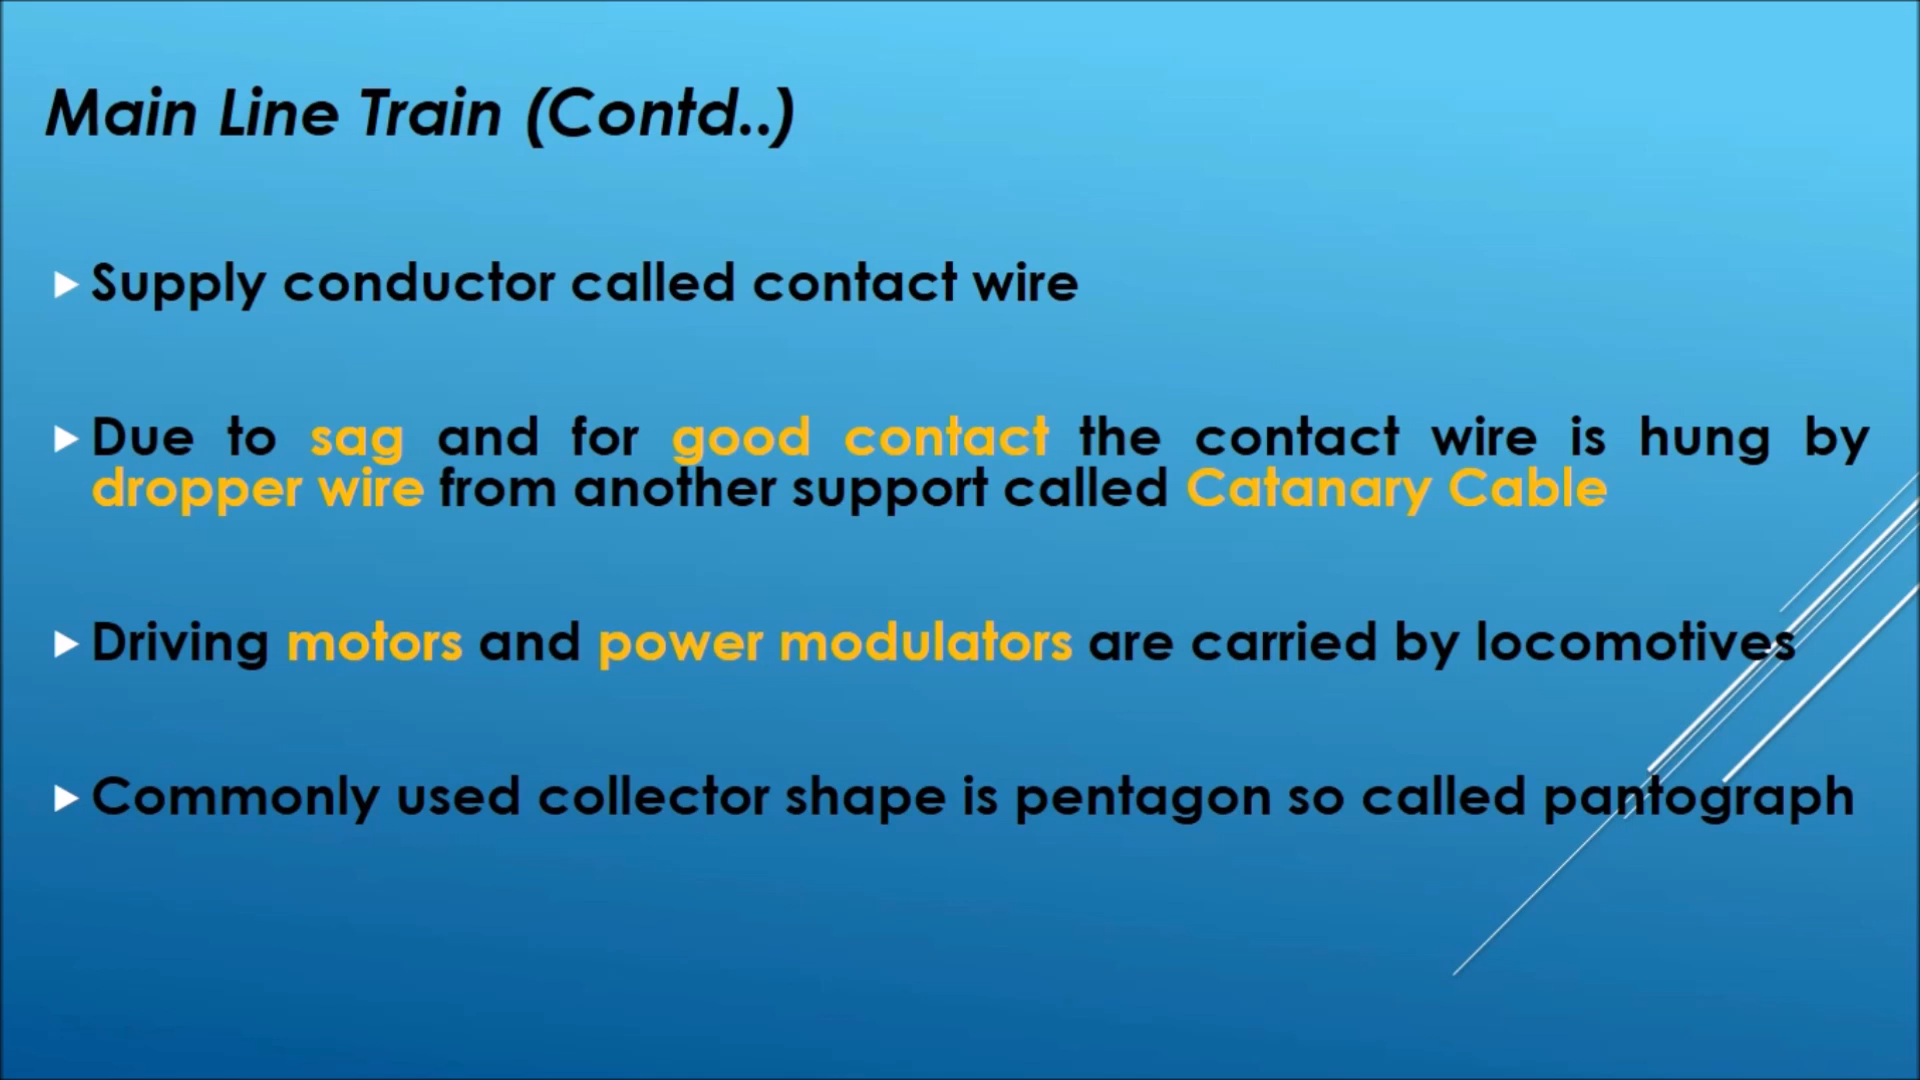 Main Line Train (Contd..)
Supply conductor called contact wire
Due to sag and for good contact the contact wire is hung by
dropper wire from another support called Catanary Cable
Driving motors and power modulators are carried by locomotives
Commonly used collector shape is pentagon so called pantograph